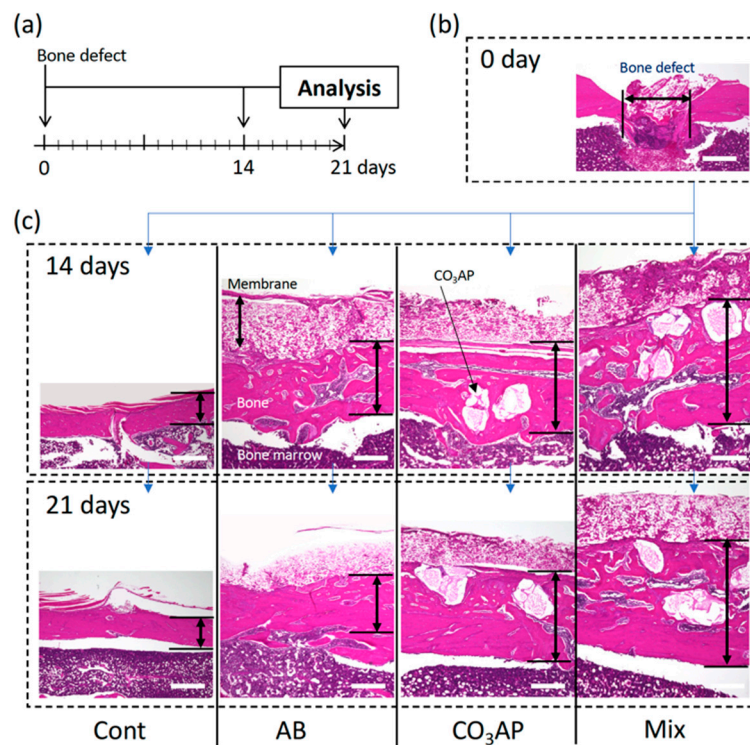 (a)
Bone defect
Analysis
0
14
21 days
(b)
0 day
Bone defect
(c)
14 days
Membrane
Bone
Bone marrow
CO₃AP
21 days
Cont
AB
CO₃AP
Mix